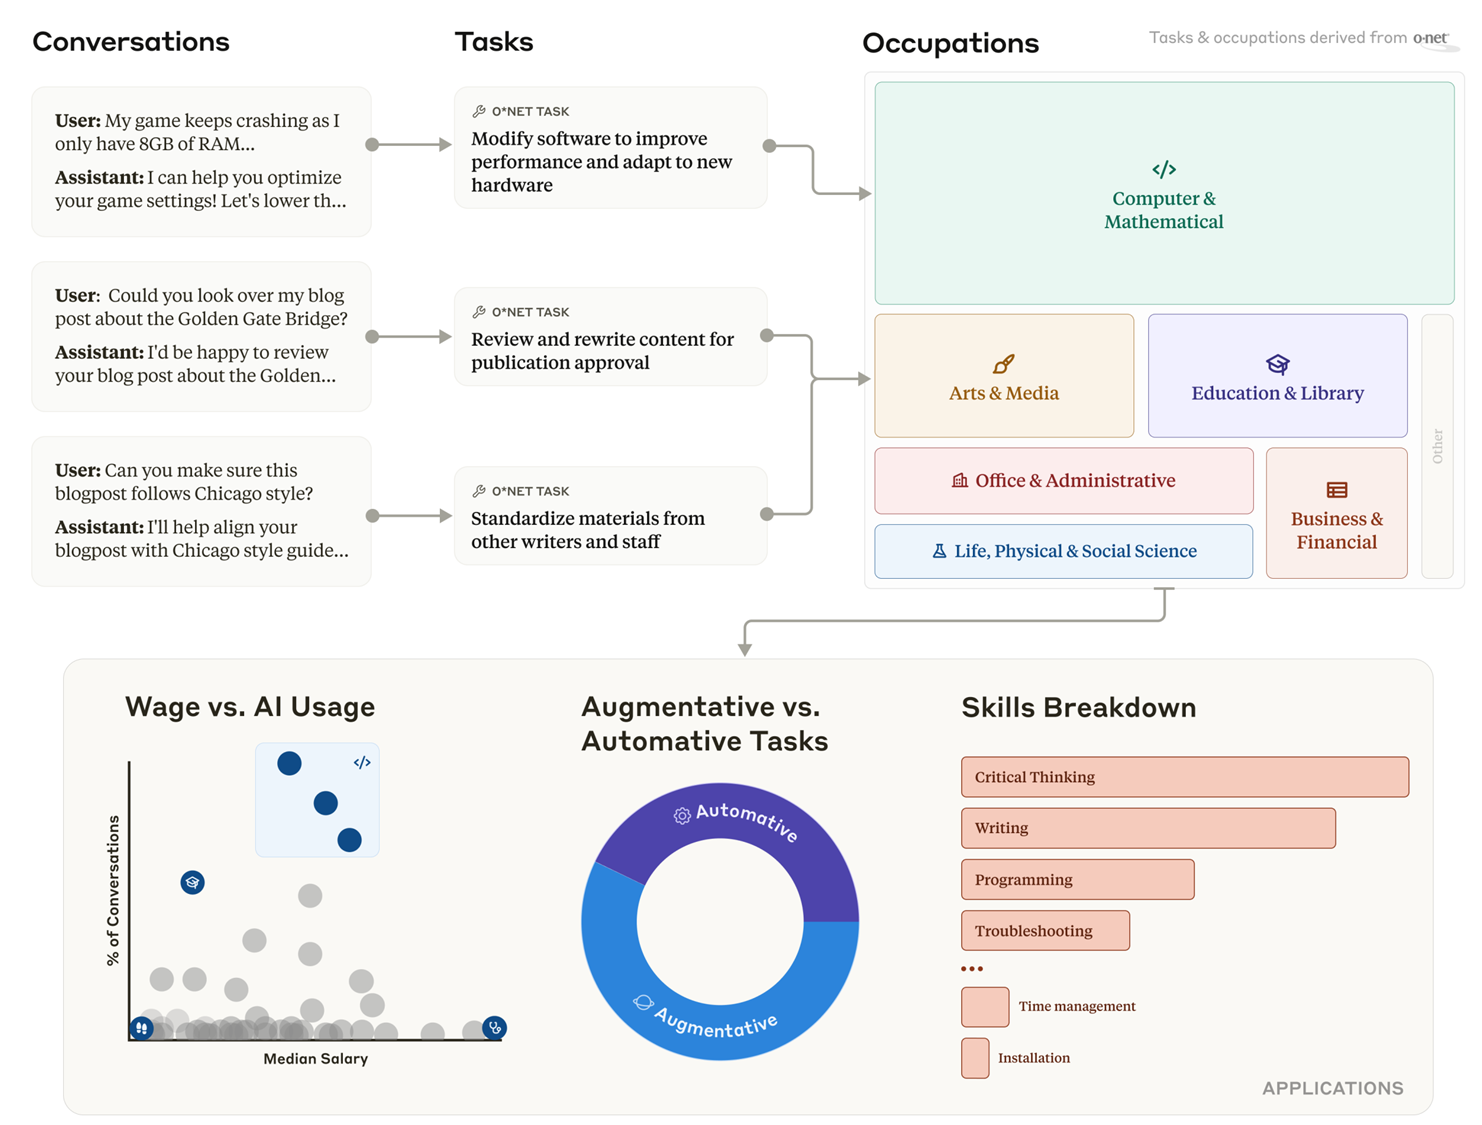 Conversations
Tasks
Occupations
Tasks & occupations derived from o·net
User: My game keeps crashing as I
only have 8GB of RAM...
Assistant: I can help you optimize
your game settings! Let's lower th...
User: Could you look over my blog
post about the Golden Gate Bridge?
Assistant: I'd be happy to review
your blog post about the Golden...
User: Can you make sure this
blogpost follows Chicago style?
Assistant: I'll help align your
blogpost with Chicago style guide...
O*NET TASK
Modify software to improve
performance and adapt to new
hardware
O*NET TASK
Review and rewrite content for
publication approval
O*NET TASK
Standardize materials from
other writers and staff
</>
Computer &
Mathematical
Arts & Media
Education & Library
Office & Administrative
Life, Physical & Social Science
Business &
Financial
Other
Wage vs. AI Usage
</>
% of Conversations
Median Salary
Augmentative vs.
Automative Tasks
Automative
Augmentative
Skills Breakdown
Critical Thinking
Writing
Programming
Troubleshooting
...
Time management
Installation
APPLICATIONS